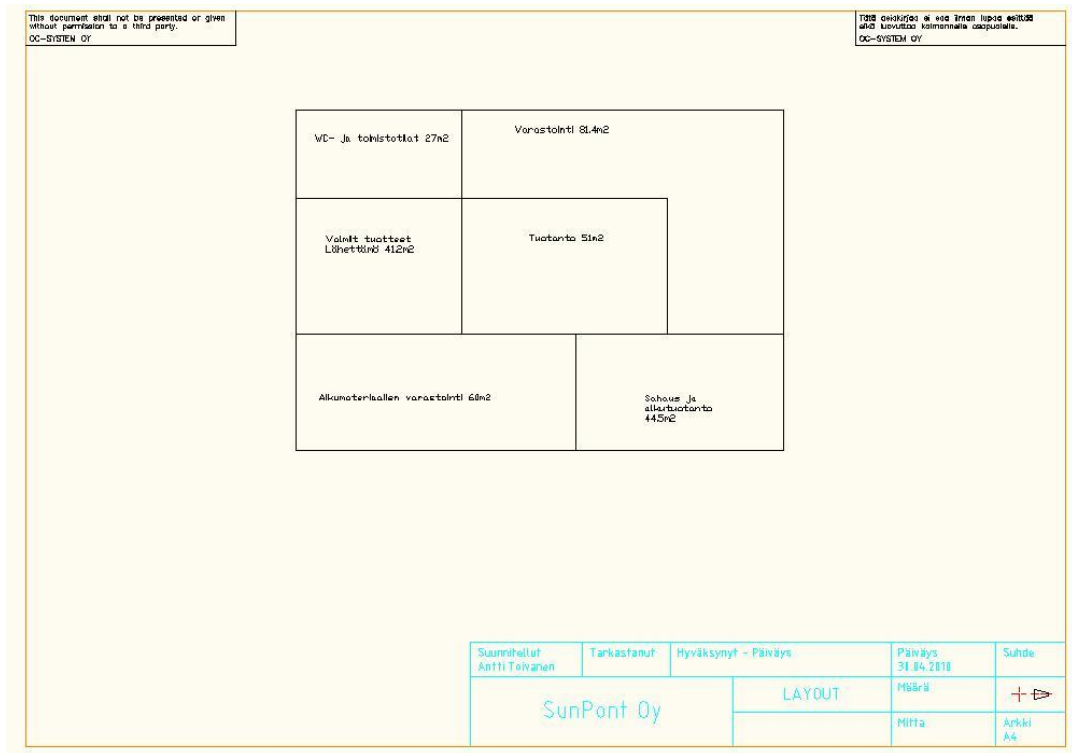 This document shall not be presented or given
without permission to a third party.
OC-SYSTEM OY
Tätä asiakirjaa ei saa ilman lupaa esittää
eikä luovuttaa kolmannelle osapuolelle.
OC-SYSTEM OY
WC- ja toimistotilat 27m2
Varastointi 81.4m2
Valmiit tuotteet
Lähettämö 41.2m2
Tuotanto 51m2
Alkumateriaalien varastointi 60m2
Sahaus ja
alkutuotanto
44.5m2
Suunnitellut
Antti Toivanen
Tarkastanut
Hyväksynyt - Päiväys
Päiväys
31.04.2010
Suhde
SunPont Oy
LAYOUT
Määrä
Mitta
Arkki
A4